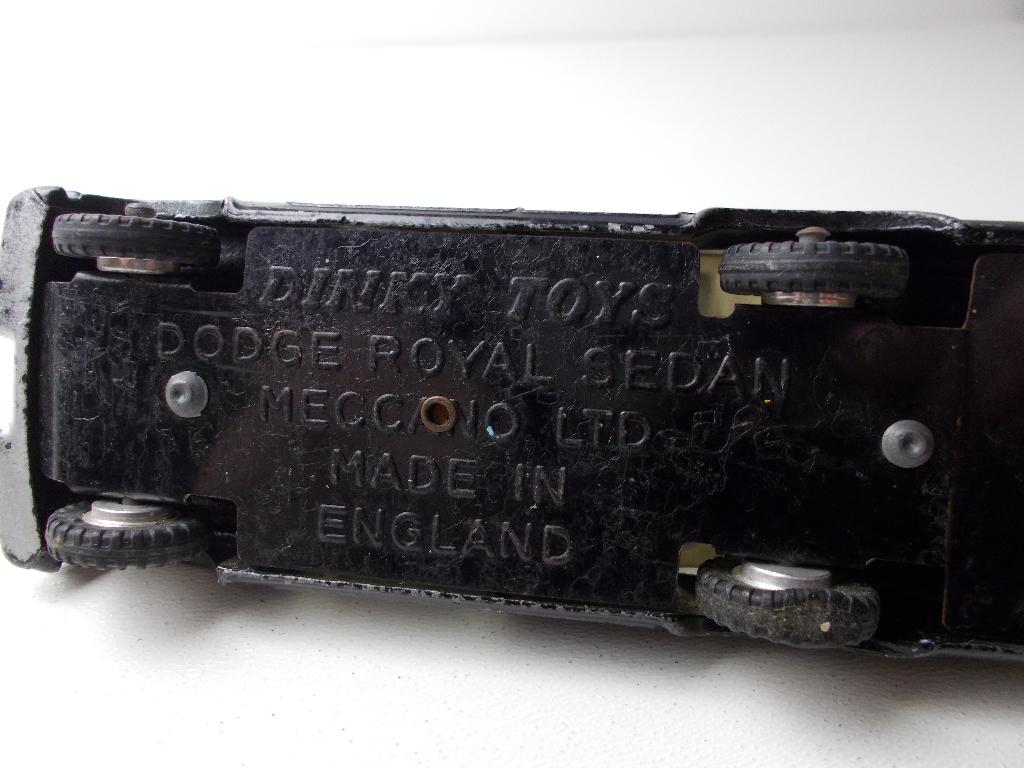 DINKY TOYS
DODGE ROYAL SEDAN
MECCANO LTD
MADE IN
ENGLAND